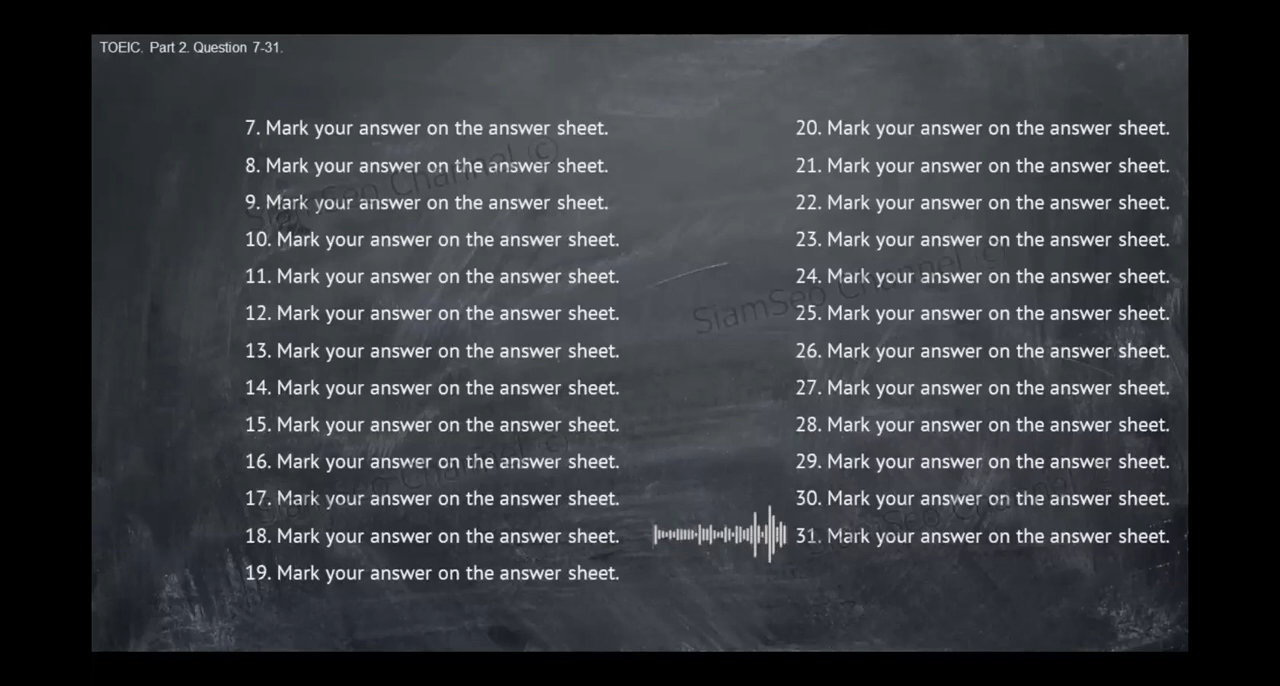 TOEIC. Part 2. Question 7-31.
7. Mark your answer on the answer sheet.
8. Mark your answer on the answer sheet.
9. Mark your answer on the answer sheet.
10. Mark your answer on the answer sheet.
11. Mark your answer on the answer sheet.
12. Mark your answer on the answer sheet.
13. Mark your answer on the answer sheet.
14. Mark your answer on the answer sheet.
15. Mark your answer on the answer sheet.
16. Mark your answer on the answer sheet.
17. Mark your answer on the answer sheet.
18. Mark your answer on the answer sheet.
19. Mark your answer on the answer sheet.
20. Mark your answer on the answer sheet.
21. Mark your answer on the answer sheet.
22. Mark your answer on the answer sheet.
23. Mark your answer on the answer sheet.
24. Mark your answer on the answer sheet.
25. Mark your answer on the answer sheet.
26. Mark your answer on the answer sheet.
27. Mark your answer on the answer sheet.
28. Mark your answer on the answer sheet.
29. Mark your answer on the answer sheet.
30. Mark your answer on the answer sheet.
31. Mark your answer on the answer sheet.
SiamSeo Channel ©
SiamSeo Channel ©
SiamSeo Channel ©
SiamSeo Channel